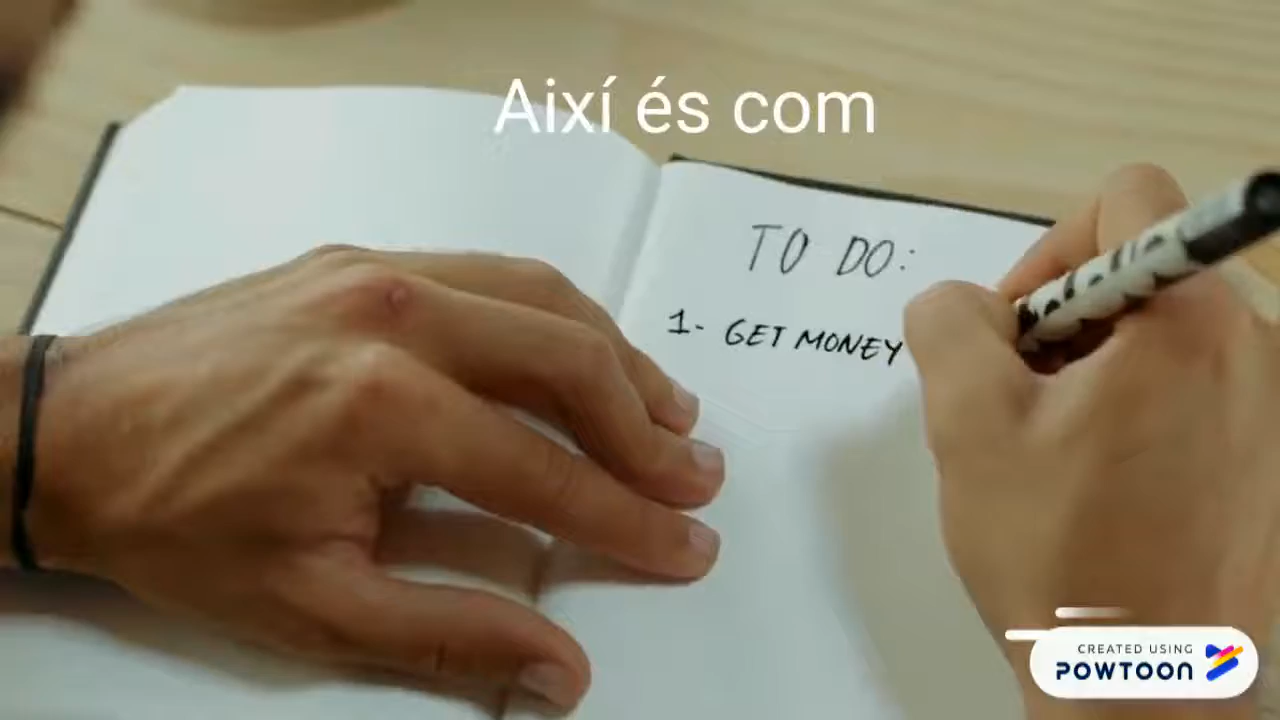 Així és com
TO DO:
1- GET MONEY
CREATED USING
POWTOON